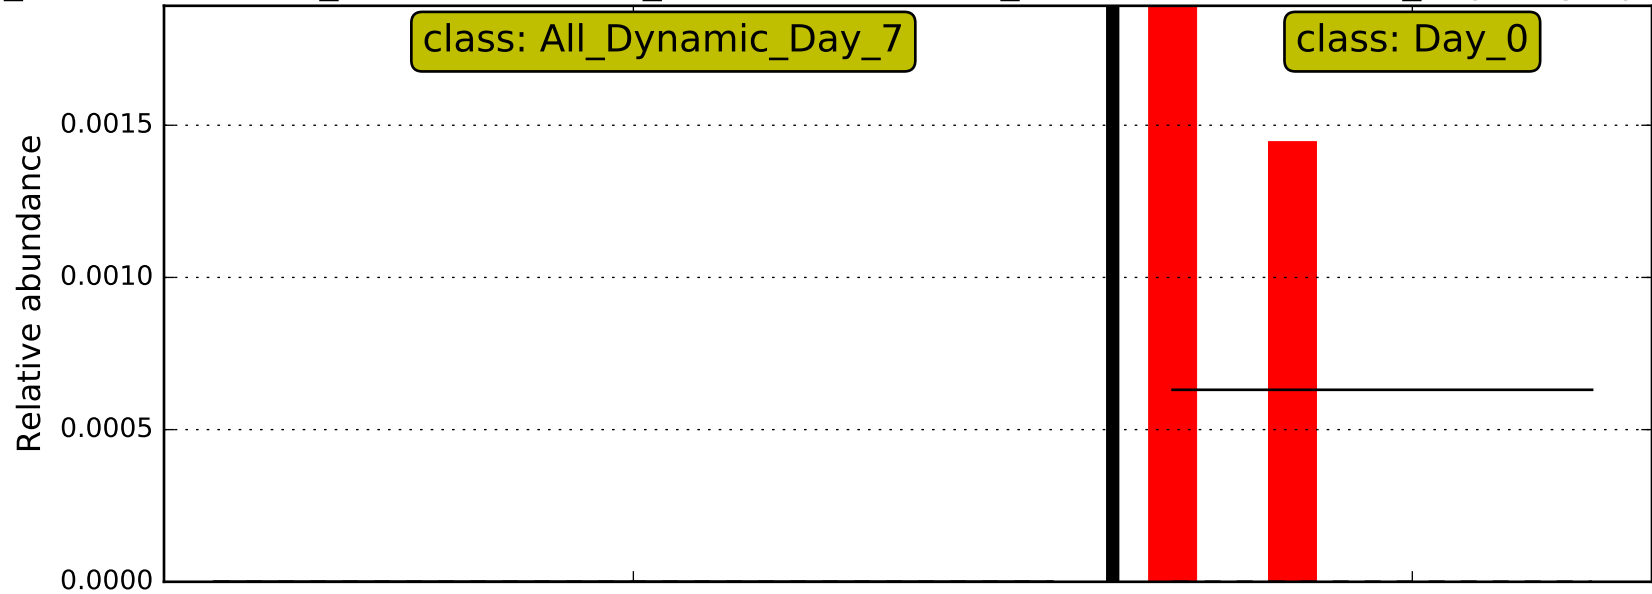 class: All_Dynamic_Day_7
class: Day_0
0.0015
0.0010
0.0005
0.0000
Relative abundance